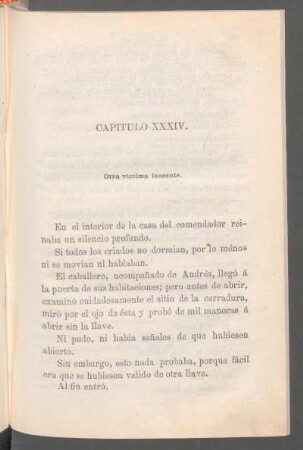 CAPITULO XXXIV.
Otra víctima inocente.
En el interior de la casa del comendador rei-
naba un silencio profundo.
Si todos los criados no dormian, por lo ménos
ni se movian ni hablaban.
El caballero, acompañado de Andrés, llegó á
la puerta de sus habitaciones; pero antes de abrir,
examinó cuidadosamente el sitio de la cerradura,
miró por el ojo de ésta y probó de mil maneras á
abrir sin la llave.
Ni pudo, ni habia señales de que hubiesen
abierto.
Sin embargo, esto nada probaba, porque fácil
era que se hubiesen valido de otra llave.
Al fin entró.